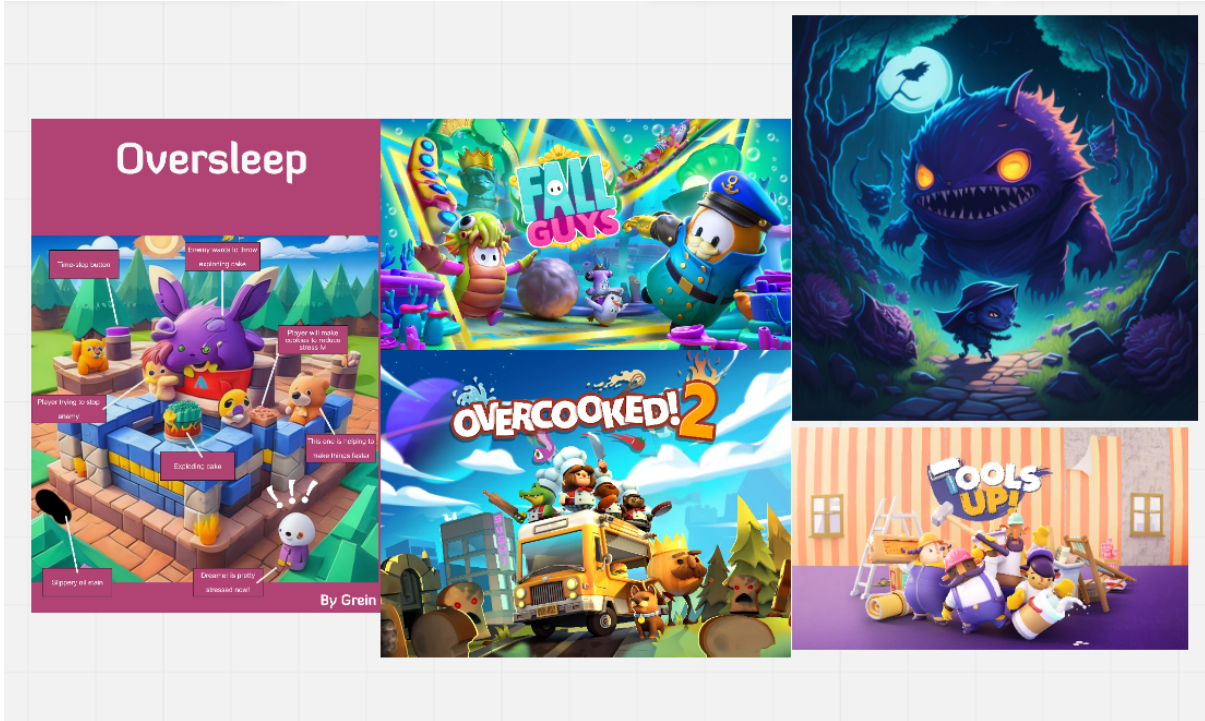 Oversleep
Time-stop button
Enemy wants to throw
exploding cake
Player will make
cookies to reduce
stress lvl
Player trying to stop
enemy
This one is helping to
make things faster
Exploding cake
Slippery oil stain
Dreamer is pretty
stressed now!
By Grein
FALL
GUYS
OVERCOOKED! 2
TOOLS
UP!